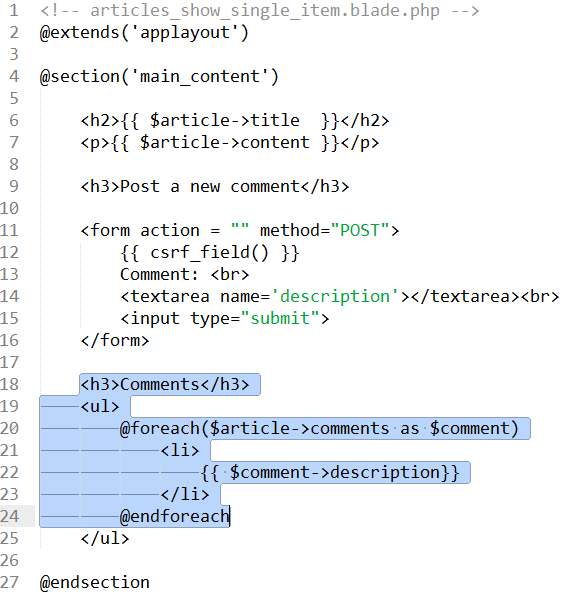 1 <!-- articles_show_single_item.blade.php -->
2 @extends('applayout')
3
4 @section('main_content')
5
6     <h2>{{ $article->title  }}</h2>
7     <p>{{ $article->content }}</p>
8
9     <h3>Post a new comment</h3>
10
11     <form action = "" method="POST">
12         {{ csrf_field() }}
13         Comment: <br>
14         <textarea name='description'></textarea><br>
15         <input type="submit">
16     </form>
17
18     <h3>Comments</h3>
19     <ul>
20         @foreach($article->comments as $comment)
21             <li>
22                 {{ $comment->description}}
23             </li>
24         @endforeach
25     </ul>
26
27 @endsection